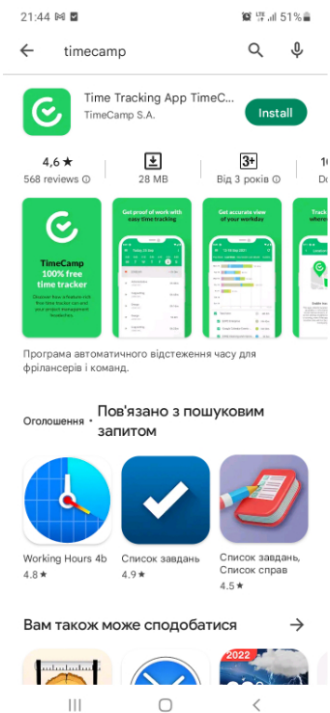 21:44
LTE
51%
timecamp
Time Tracking App TimeC...
TimeCamp S.A.
Install
4,6 ★
568 reviews
28 MB
3+
Від 3 років
Get proof of work with
easy time tracking
Get accurate view
of your workday
Track
TimeCamp
100% free
time tracker
Програма автоматичного відстеження часу для
фрілансерів і команд.
Оголошення •
Пов'язано з пошуковим
запитом
Working Hours 4b
4.8 ★
Список завдань
4.9 ★
Список завдань,
Список справ
4.5 ★
Вам також може сподобатися
2022